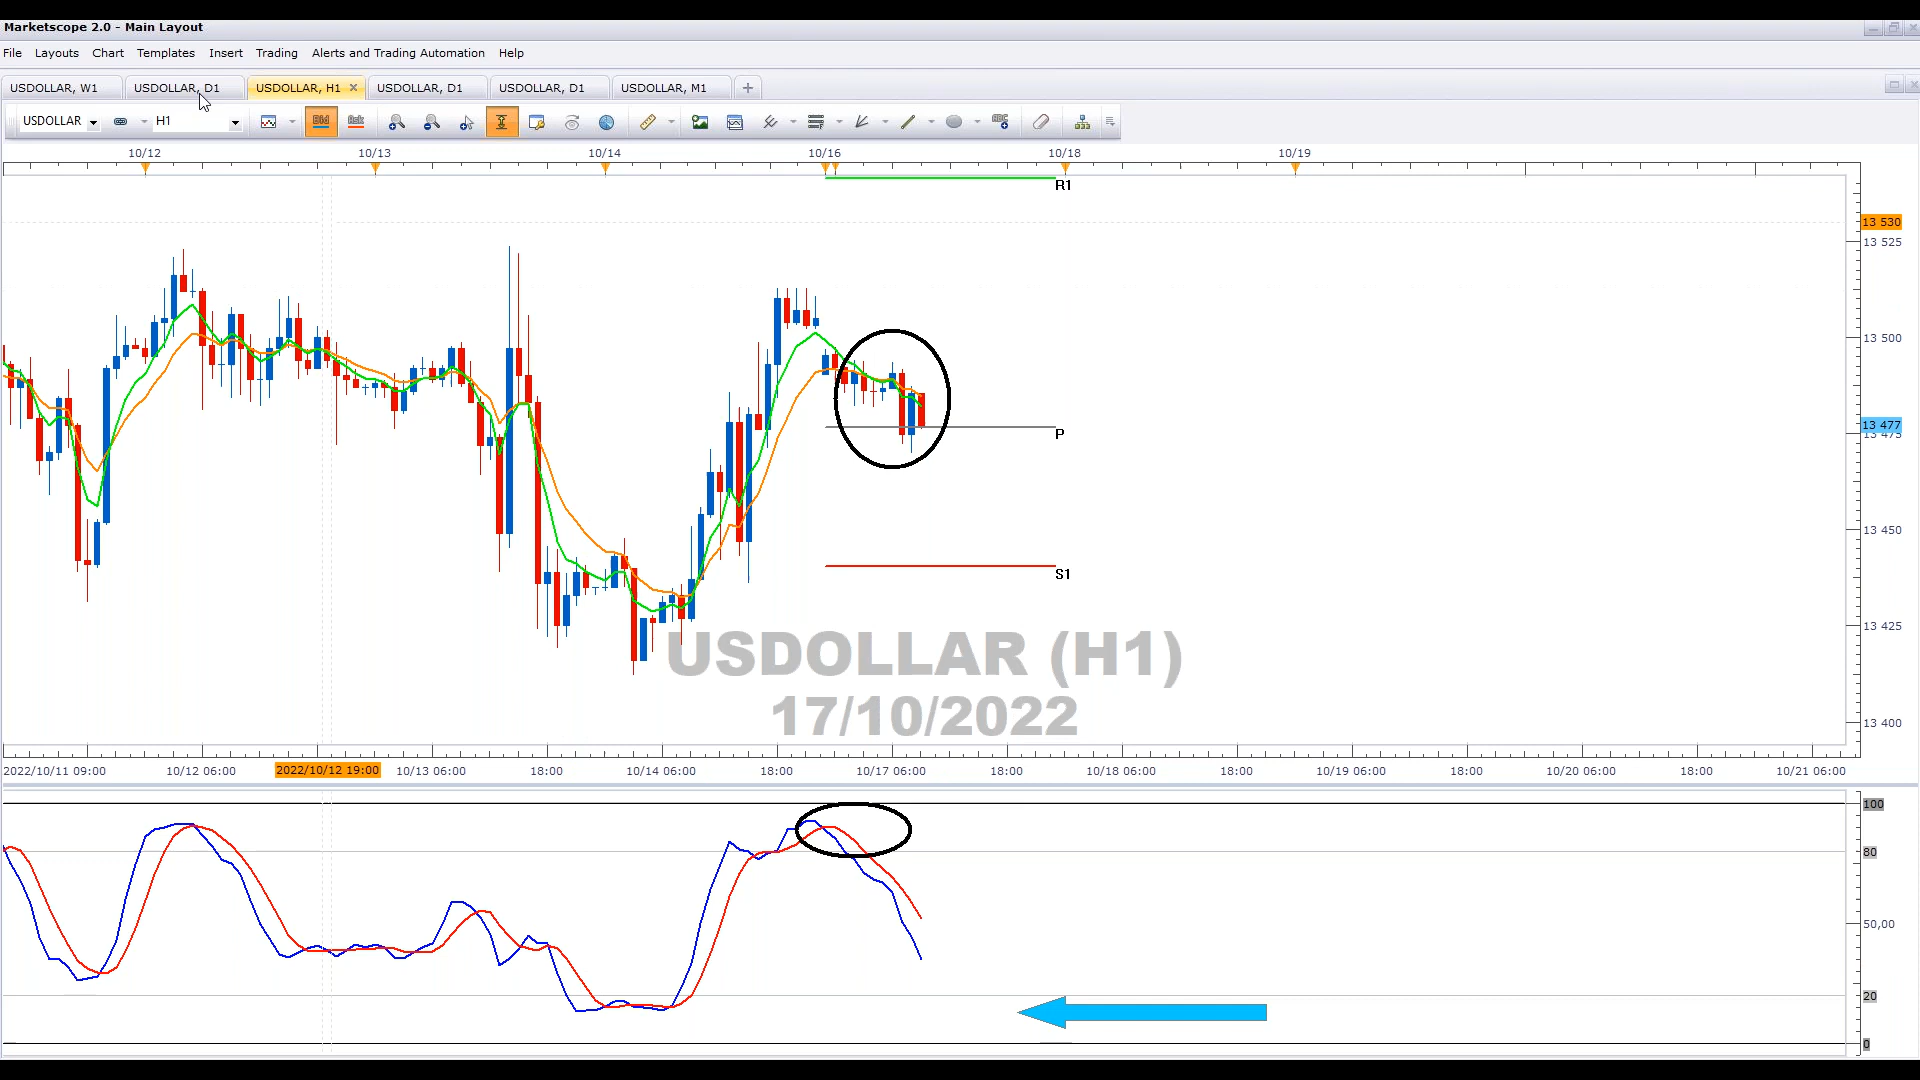 Marketscope 2.0 - Main Layout
File Layouts Chart Templates Insert Trading Alerts and Trading Automation Help
USDOLLAR, W1 USDOLLAR, D1 USDOLLAR, H1 USDOLLAR, D1 USDOLLAR, D1 USDOLLAR, M1
USDOLLAR H1 Bid Ask
10/12 10/13 10/14 10/16 10/18 10/19
R1
13 530
13 525
13 500
13 477
13 475
P
13 450
S1
13 425
USDOLLAR (H1)
17/10/2022
13 400
2022/10/11 09:00 10/12 06:00 2022/10/12 19:00 10/13 06:00 18:00 10/14 06:00 18:00 10/17 06:00 18:00 10/18 06:00 18:00 10/19 06:00 18:00 10/20 06:00 18:00 10/21 06:00
100
80
50,00
20
0